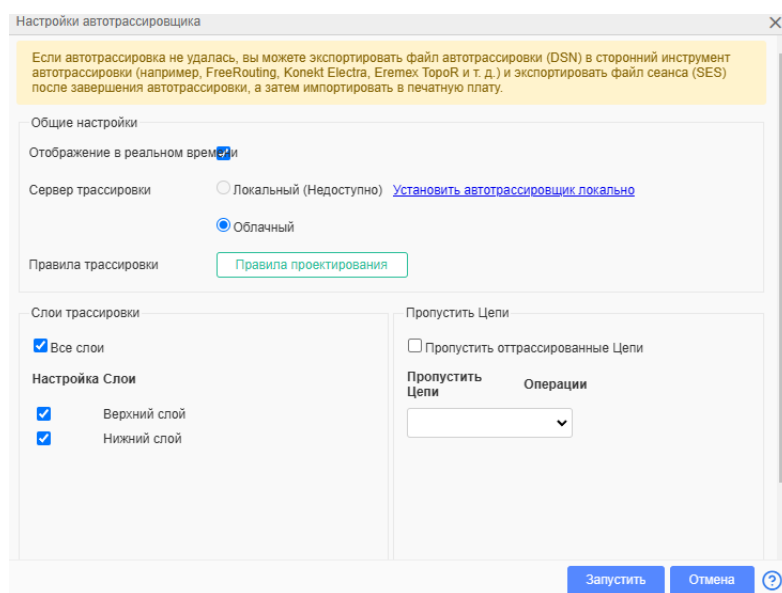 Настройки автотрассировщика
Если автотрассировка не удалась, вы можете экспортировать файл автотрассировки (DSN) в сторонний инструмент
автотрассировки (например, FreeRouting, Konekt Electra, Eremex TopoR и т. д.) и экспортировать файл сеанса (SES)
после завершения автотрассировки, а затем импортировать в печатную плату.
Общие настройки
Отображение в реальном времени
Сервер трассировки
Локальный (Недоступно) Установить автотрассировщик локально
Облачный
Правила трассировки
Правила проектирования
Слои трассировки
Все слои
Настройка Слои
Верхний слой
Нижний слой
Пропустить Цепи
Пропустить оттрассированные Цепи
Пропустить
Цепи
Операции
Запустить
Отмена
?